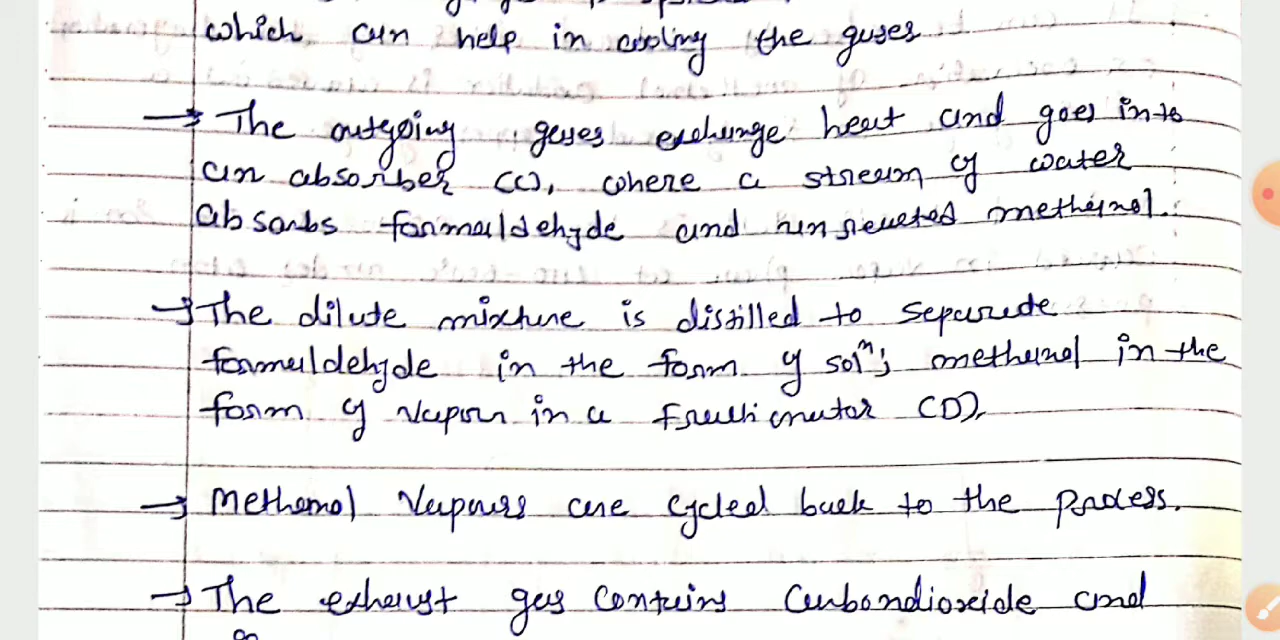 which can help in cooling the gases
→ The outgoing gases exchange heat and goes into
an absorber (C), where a stream of water
absorbs formaldehyde and unreacted methanol.
→ The dilute mixture is distilled to separate
formaldehyde in the form of solⁿ; methanol in the
form of vapour in a fractionator (D).
→ Methanol vapours are cycled back to the process.
→ The exhaust gas contains carbondioxide and